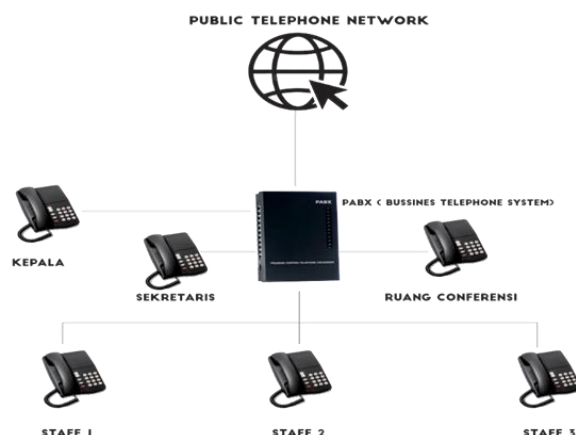 PUBLIC TELEPHONE NETWORK
PABX
PABX ( BUSSINES TELEPHONE SYSTEM)
KEPALA
SEKRETARIS
RUANG CONFERENSI
STAFF 1
STAFF 2
STAFF 3